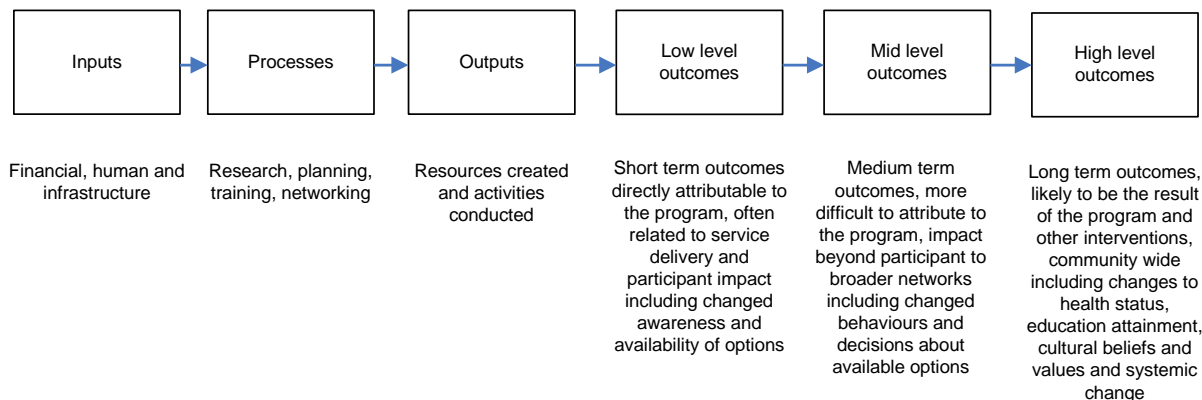 Inputs
Processes
Outputs
Low level
outcomes
Mid level
outcomes
High level
outcomes
Financial, human and
infrastructure
Research, planning,
training, networking
Resources created
and activities
conducted
Short term outcomes
directly attributable to
the program, often
related to service
delivery and
participant impact
including changed
awareness and
availability of options
Medium term
outcomes, more
difficult to attribute to
the program, impact
beyond participant to
broader networks
including changed
behaviours and
decisions about
available options
Long term outcomes,
likely to be the result
of the program and
other interventions,
community wide
including changes to
health status,
education attainment,
cultural beliefs and
values and systemic
change